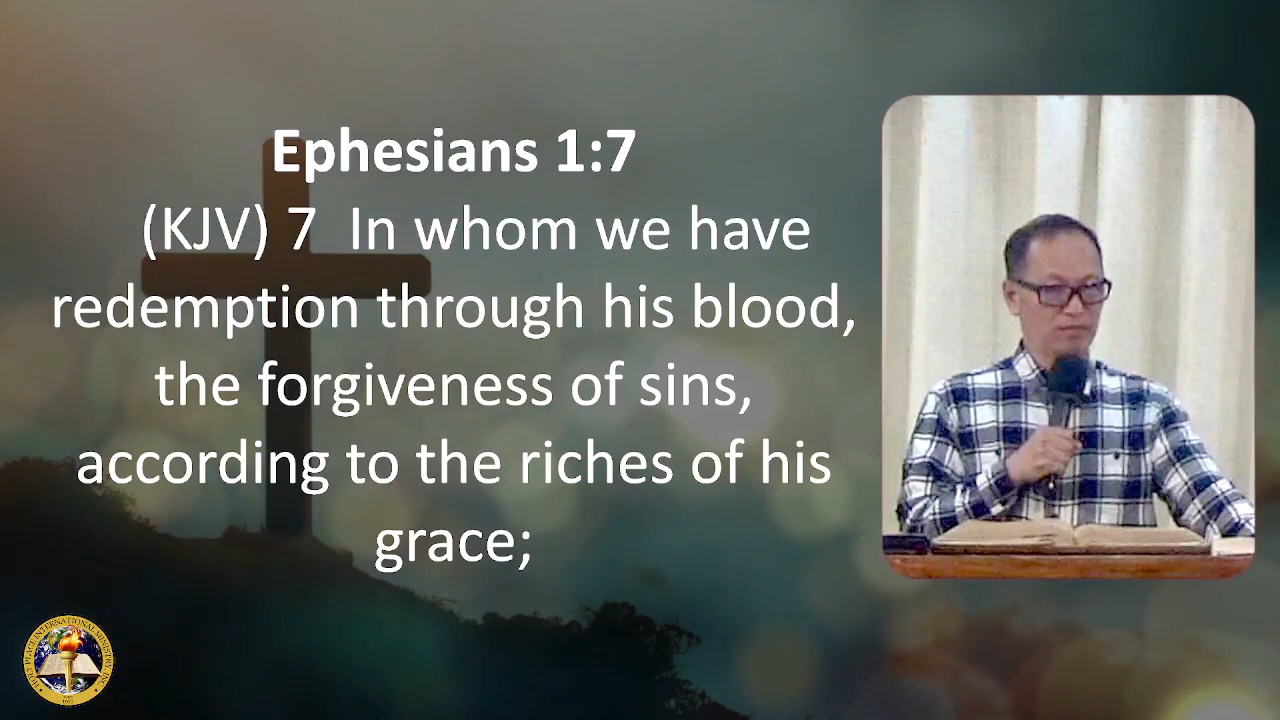 Ephesians 1:7
(KJV) 7 In whom we have
redemption through his blood,
the forgiveness of sins,
according to the riches of his
grace;